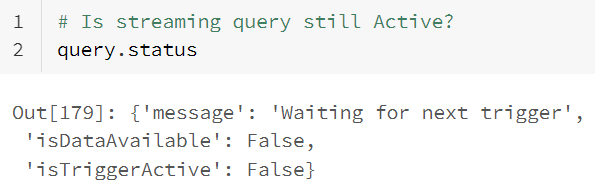 1 # Is streaming query still Active?
2 query.status
Out[179]: {'message': 'Waiting for next trigger',
'isDataAvailable': False,
'isTriggerActive': False}